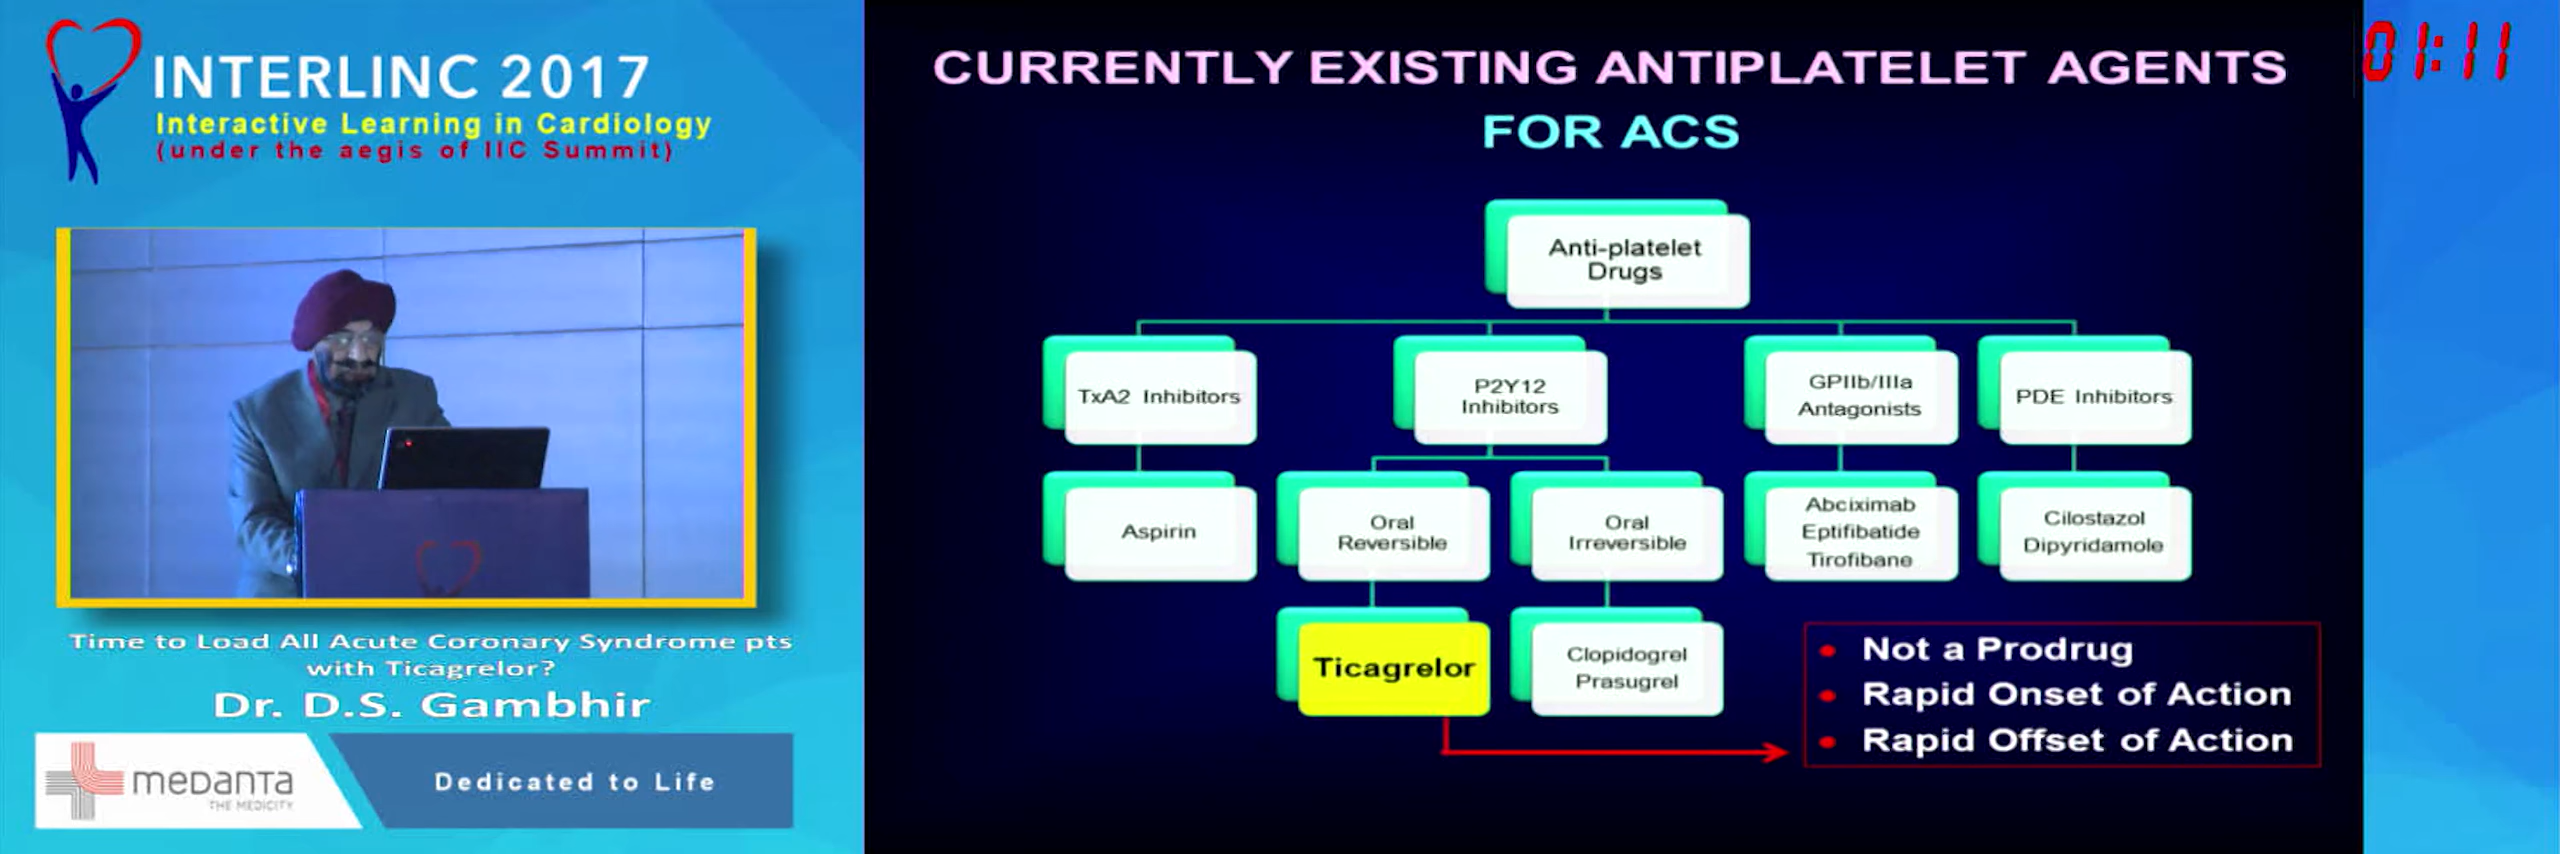 INTERLINC 2017
Interactive Learning in Cardiology
(under the aegis of IIC Summit)
Time to Load All Acute Coronary Syndrome pts
with Ticagrelor?
Dr. D.S. Gambhir
meDanTa
THE MEDICITY
Dedicated to Life
CURRENTLY EXISTING ANTIPLATELET AGENTS
FOR ACS
01:11
Anti-platelet
Drugs
TxA2 Inhibitors
P2Y12
Inhibitors
GPIIb/IIIa
Antagonists
PDE Inhibitors
Aspirin
Oral
Reversible
Oral
Irreversible
Abciximab
Eptifibatide
Tirofibane
Cilostazol
Dipyridamole
Ticagrelor
Clopidogrel
Prasugrel
• Not a Prodrug
• Rapid Onset of Action
• Rapid Offset of Action